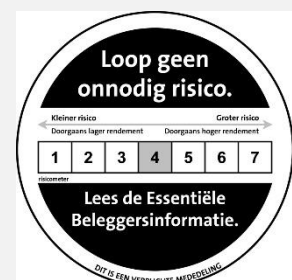 Loop geen
onnodig risico.
Kleiner risico Groter risico
Doorgaans lager rendement Doorgaans hoger rendement
1 2 3 4 5 6 7
risicometer
Lees de Essentiële
Beleggersinformatie.
DIT IS EEN VERPLICHTE MEDEDELING